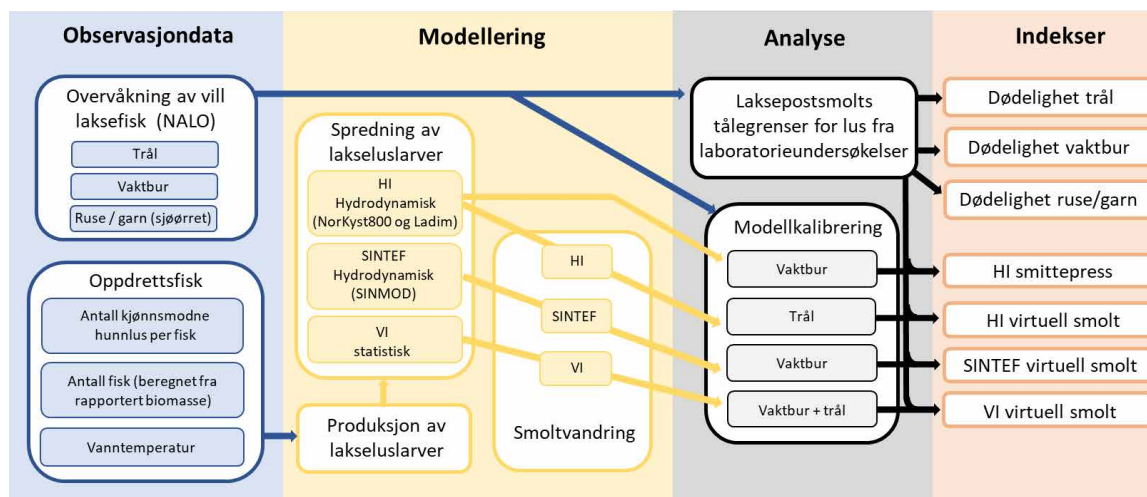 Observasjondata
Overvåkning av vill
laksefisk (NALO)
Trål
Vaktbur
Ruse / garn (sjøørret)
Oppdrettsfisk
Antall kjønnsmodne
hunnlus per fisk
Antall fisk (beregnet fra
rapportert biomasse)
Vanntemperatur
Modellering
Spredning av
lakseluslarver
HI
Hydrodynamisk
(NorKyst800 og Ladim)
SINTEF
Hydrodynamisk
(SINMOD)
VI
statistisk
Produksjon av
lakseluslarver
HI
SINTEF
VI
Smoltvandring
Analyse
Laksepostsmolts
tålegrenser for lus fra
laboratorieundersøkelser
Modellkalibrering
Vaktbur
Trål
Vaktbur
Vaktbur + trål
Indekser
Dødelighet trål
Dødelighet vaktbur
Dødelighet ruse/garn
HI smittepress
HI virtuell smolt
SINTEF virtuell smolt
VI virtuell smolt